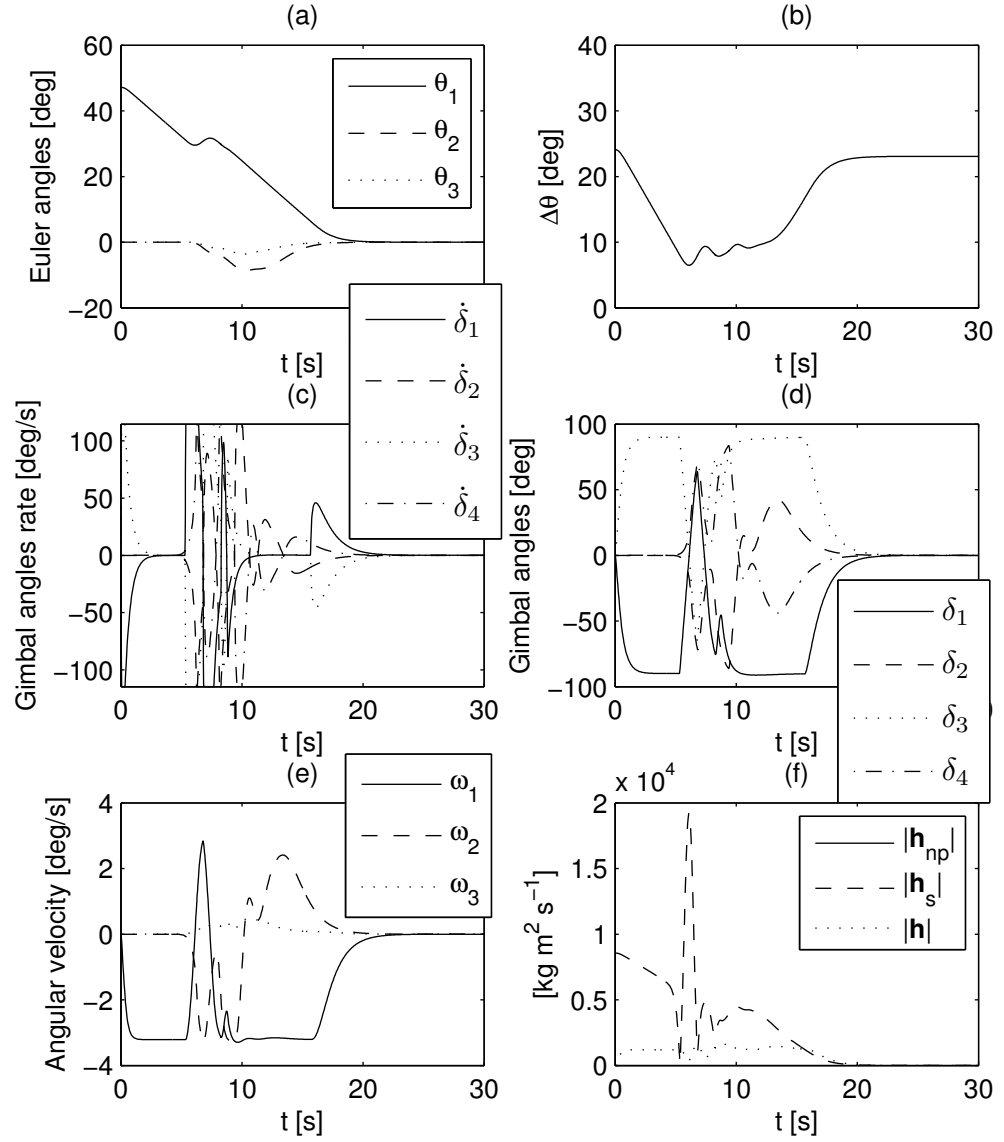 (a)
Euler angles [deg]
60
40
20
0
−20
0
10
20
30
t [s]
θ1
θ2
θ3
(b)
Δθ [deg]
40
30
20
10
0
0
10
20
30
t [s]
(c)
Gimbal angles rate [deg/s]
100
50
0
−50
−100
0
10
20
30
t [s]
δ̇1
δ̇2
δ̇3
δ̇4
(d)
Gimbal angles [deg]
100
50
0
−50
−100
0
10
20
t [s]
δ1
δ2
δ3
δ4
(e)
Angular velocity [deg/s]
4
2
0
−2
−4
0
10
20
30
t [s]
ω1
ω2
ω3
(f)
x 10^4
[kg m^2 s^−1]
2
1.5
1
0.5
0
0
10
20
30
t [s]
|h_np|
|h_s|
|h|